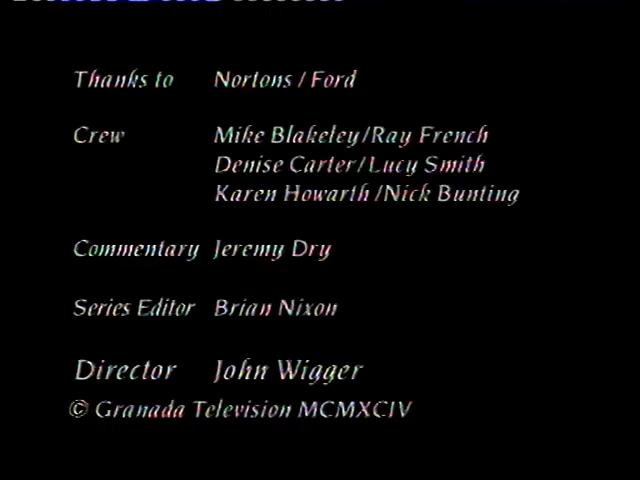 Thanks to Nortons / Ford
Crew Mike Blakeley/Ray French
Denise Carter/Lucy Smith
Karen Howarth /Nick Bunting
Commentary Jeremy Dry
Series Editor Brian Nixon
Director John Wigger
© Granada Television MCMXCIV